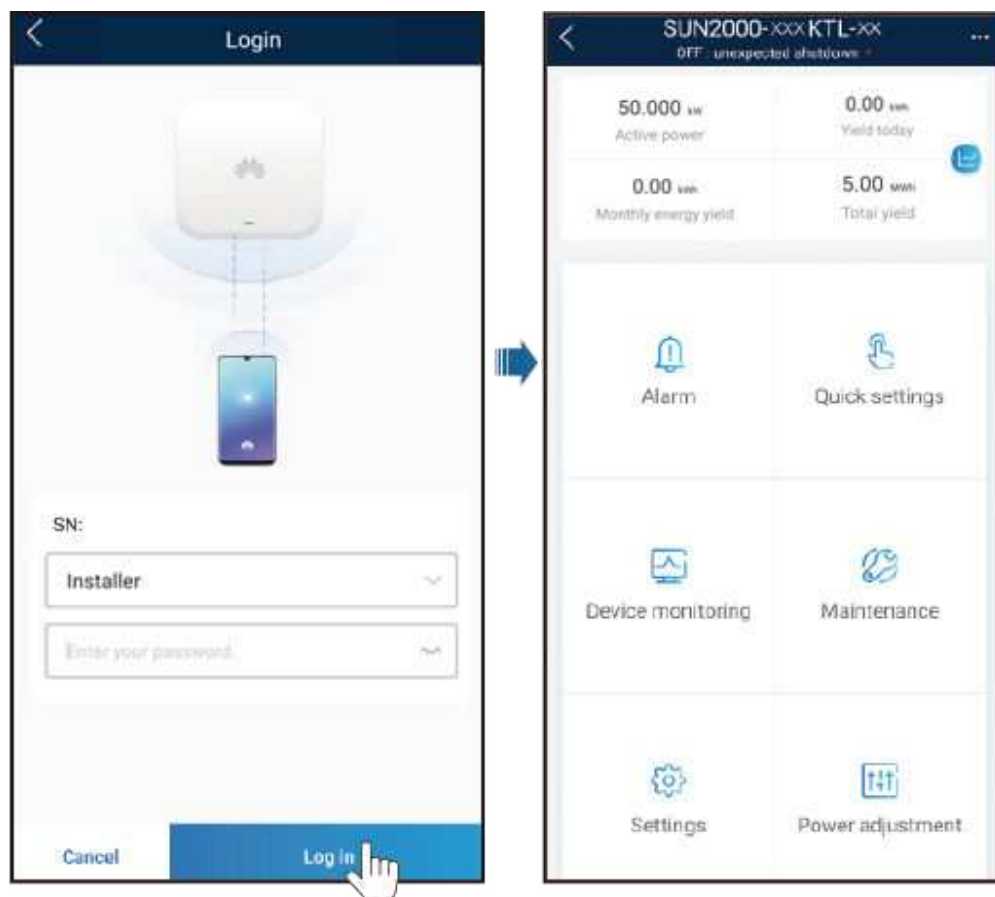 Login
SN:
Installer
Enter your password.
Cancel
Log in
SUN2000-xxxKTL-xx
OFF : unexpected shutdown
50.000 kW
Active power
0.00 kWh
Yield today
0.00 kWh
Monthly energy yield
5.00 MWh
Total yield
Alarm
Quick settings
Device monitoring
Maintenance
Settings
Power adjustment